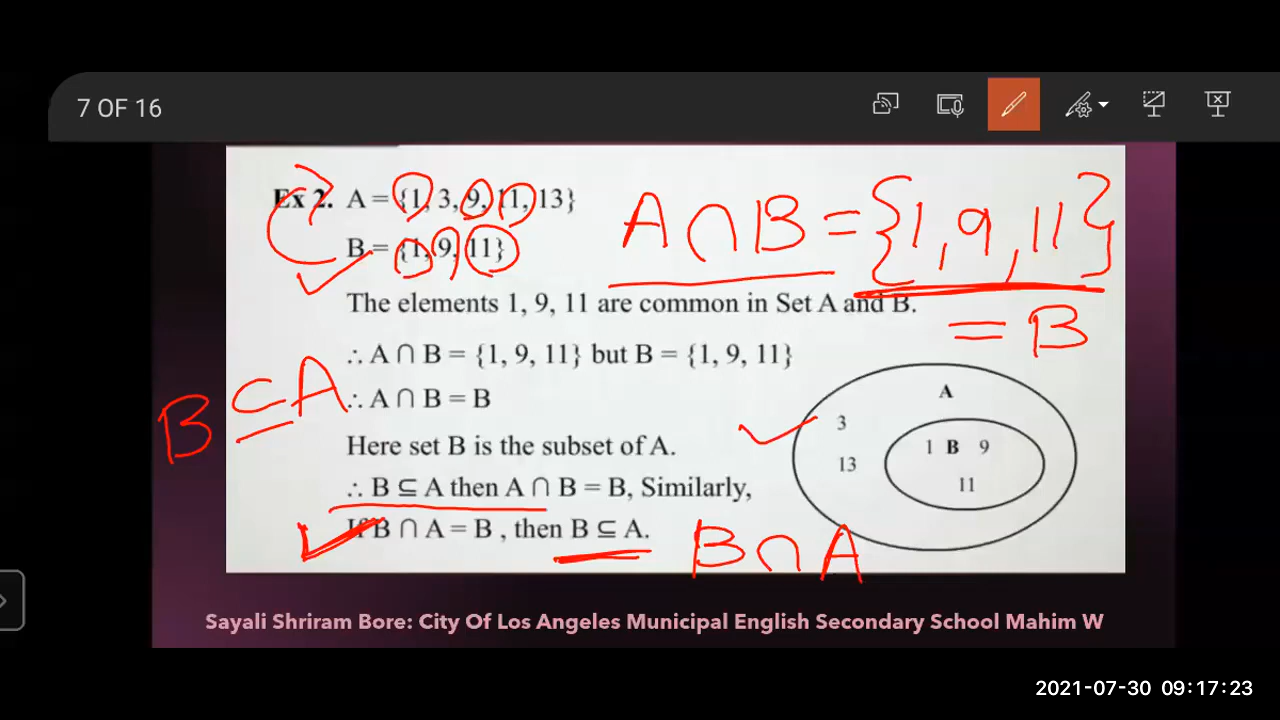 7 OF 16
Ex 2. A = {1, 3, 9, 11, 13}
B = {1, 9, 11}
A ∩ B = {1, 9, 11}
= B
The elements 1, 9, 11 are common in Set A and B.
∴ A ∩ B = {1, 9, 11} but B = {1, 9, 11}
∴ A ∩ B = B
B ⊆ A
Here set B is the subset of A.
∴ B ⊆ A then A ∩ B = B, Similarly,
If B ∩ A = B , then B ⊆ A.
B ∩ A
A
3
13
1 B 9
11
Sayali Shriram Bore: City Of Los Angeles Municipal English Secondary School Mahim W
2021-07-30 09:17:23